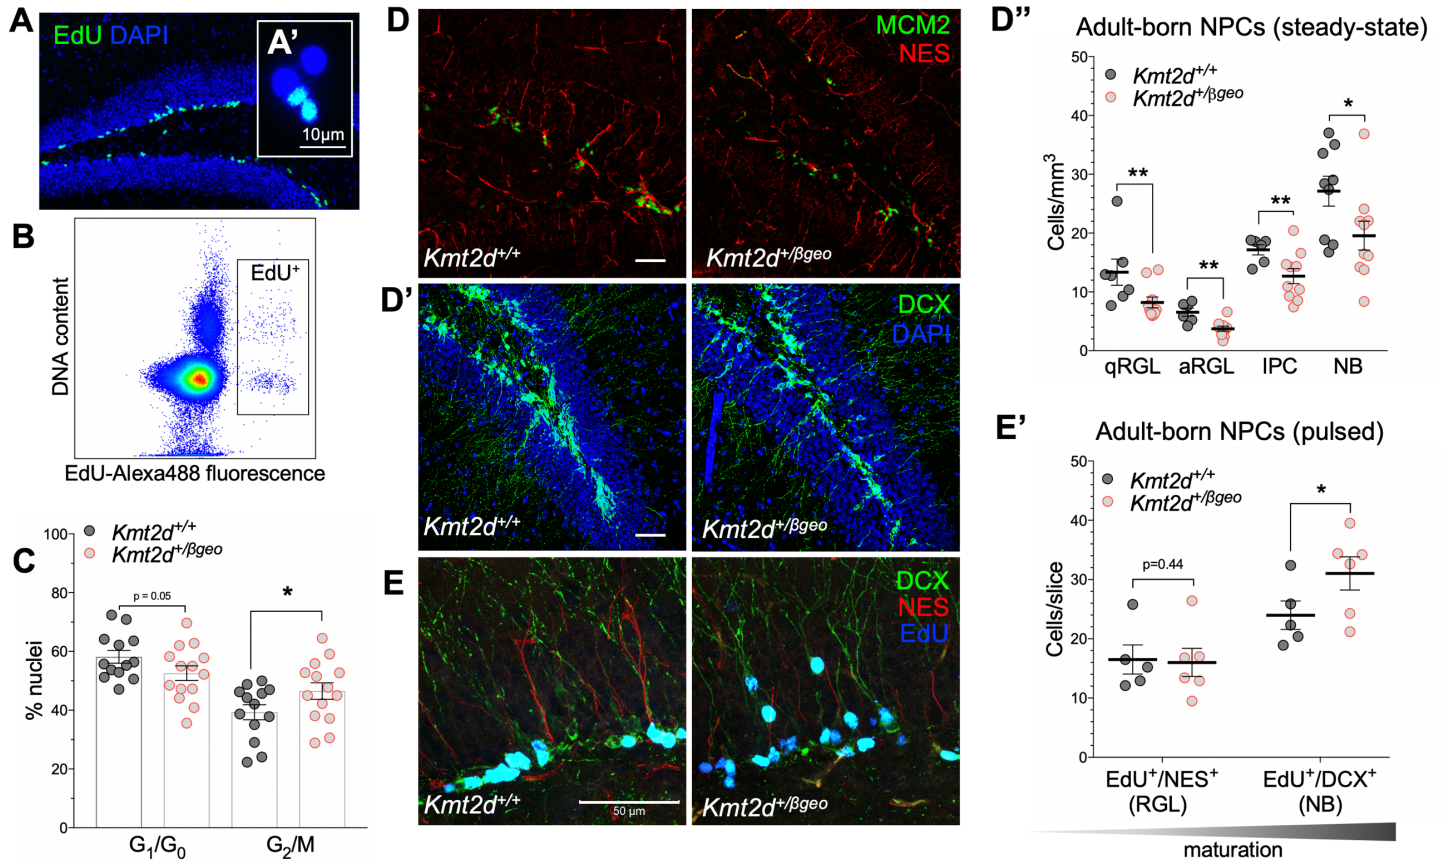 A
EdU DAPI
A’
10µm
B
EdU⁺
DNA content
EdU-Alexa488 fluorescence
C
Kmt2d⁺/⁺
Kmt2d⁺/βgeo
100
80
60
40
20
0
% nuclei
p = 0.05
*
G₁/G₀
G₂/M
D
MCM2
NES
Kmt2d⁺/⁺
Kmt2d⁺/βgeo
D’
DCX
DAPI
Kmt2d⁺/⁺
Kmt2d⁺/βgeo
E
DCX
NES
EdU
Kmt2d⁺/⁺
50 µm
Kmt2d⁺/βgeo
D”
Adult-born NPCs (steady-state)
Kmt2d⁺/⁺
Kmt2d⁺/βgeo
50
40
30
20
10
0
Cells/mm³
**
**
**
*
qRGL aRGL IPC NB
E’
Adult-born NPCs (pulsed)
Kmt2d⁺/⁺
Kmt2d⁺/βgeo
50
40
30
20
10
0
Cells/slice
p=0.44
*
EdU⁺/NES⁺
(RGL)
EdU⁺/DCX⁺
(NB)
maturation